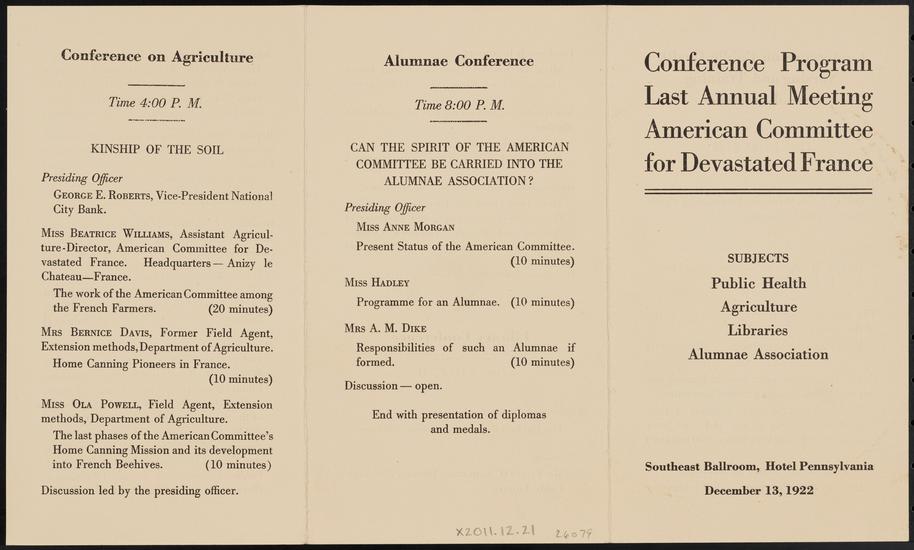 Conference on Agriculture
Time 4:00 P. M.
KINSHIP OF THE SOIL
Presiding Officer
George E. Roberts, Vice-President National
City Bank.
Miss Beatrice Williams, Assistant Agricul-
ture-Director, American Committee for De-
vastated France. Headquarters — Anizy le
Chateau—France.
The work of the American Committee among
the French Farmers. (20 minutes)
Mrs Bernice Davis, Former Field Agent,
Extension methods, Department of Agriculture.
Home Canning Pioneers in France.
(10 minutes)
Miss Ola Powell, Field Agent, Extension
methods, Department of Agriculture.
The last phases of the American Committee's
Home Canning Mission and its development
into French Beehives. (10 minutes)
Discussion led by the presiding officer.
Alumnae Conference
Time 8:00 P. M.
CAN THE SPIRIT OF THE AMERICAN
COMMITTEE BE CARRIED INTO THE
ALUMNAE ASSOCIATION?
Presiding Officer
Miss Anne Morgan
Present Status of the American Committee.
(10 minutes)
Miss Hadley
Programme for an Alumnae. (10 minutes)
Mrs A. M. Dike
Responsibilities of such an Alumnae if
formed. (10 minutes)
Discussion — open.
End with presentation of diplomas
and medals.
X2011.12.21 26079
Conference Program
Last Annual Meeting
American Committee
for Devastated France
SUBJECTS
Public Health
Agriculture
Libraries
Alumnae Association
Southeast Ballroom, Hotel Pennsylvania
December 13, 1922